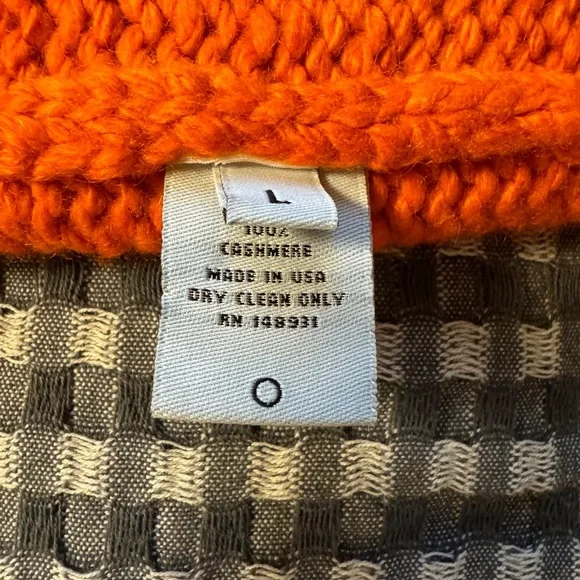 L
100%
CASHMERE
MADE IN USA
DRY CLEAN ONLY
RN 148931
O